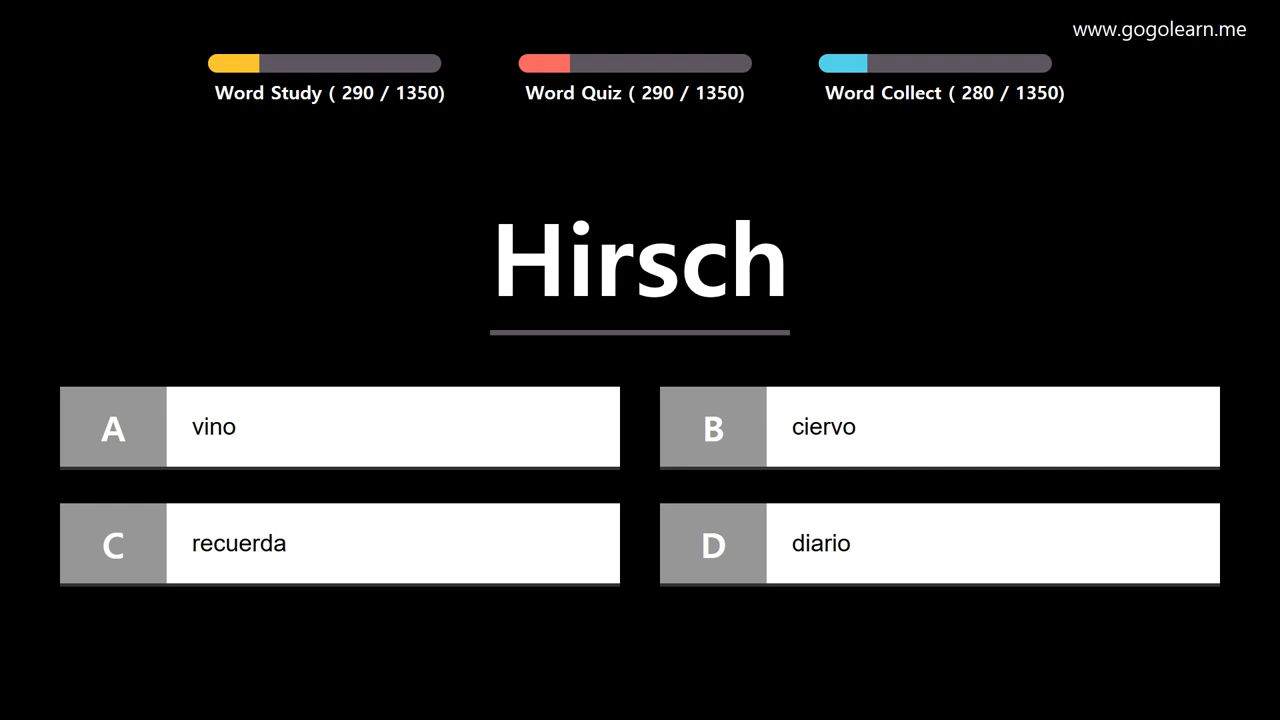 www.gogolearn.me
Word Study ( 290 / 1350)
Word Quiz ( 290 / 1350)
Word Collect ( 280 / 1350)
Hirsch
A vino
B ciervo
C recuerda
D diario